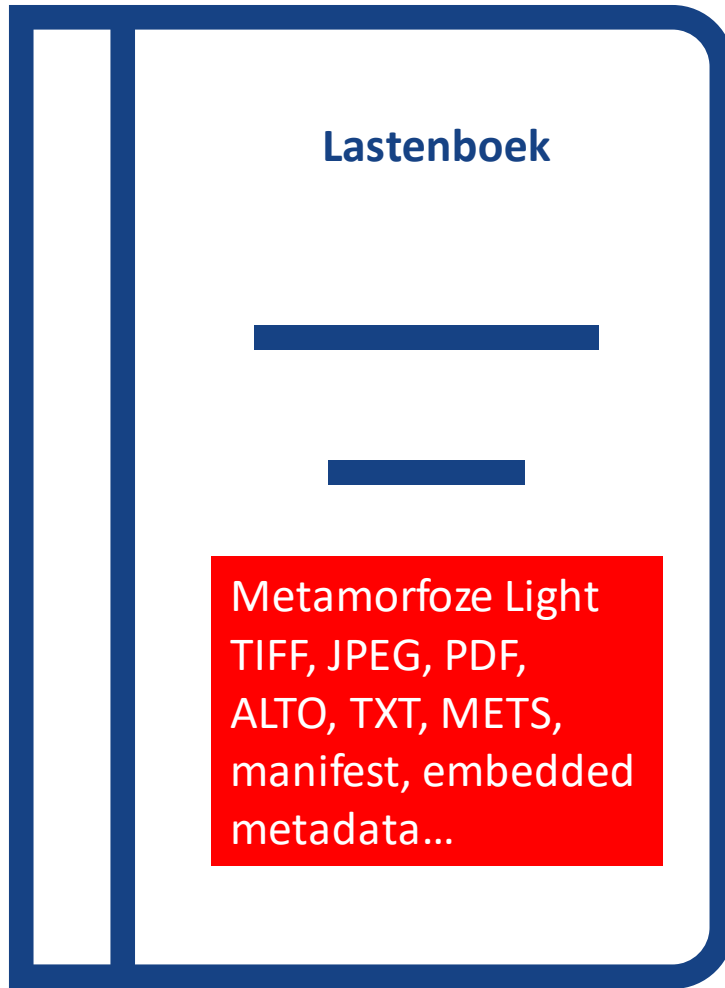 Lastenboek
Metamorfoze Light
TIFF, JPEG, PDF,
ALTO, TXT, METS,
manifest, embedded
metadata…